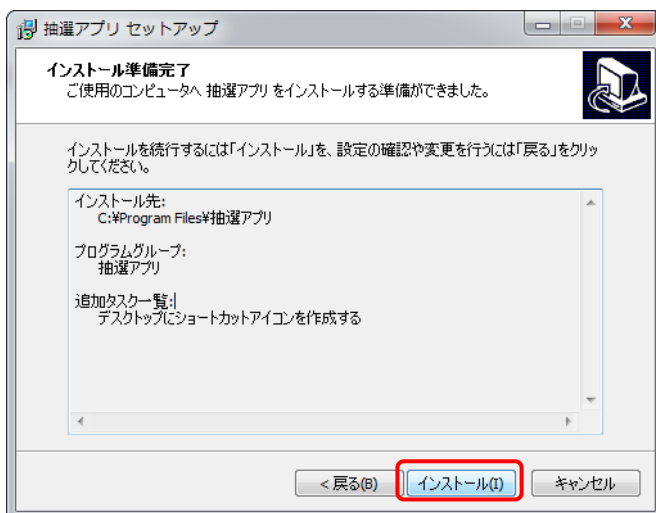 抽選アプリ セットアップ
インストール準備完了
ご使用のコンピュータへ 抽選アプリ をインストールする準備ができました。
インストールを続行するには「インストール」を、設定の確認や変更を行うには「戻る」をクリッ
クしてください。
インストール先:
C:¥Program Files¥抽選アプリ
プログラムグループ:
抽選アプリ
追加タスク一覧:
デスクトップにショートカットアイコンを作成する
< 戻る(B)
インストール(I)
キャンセル